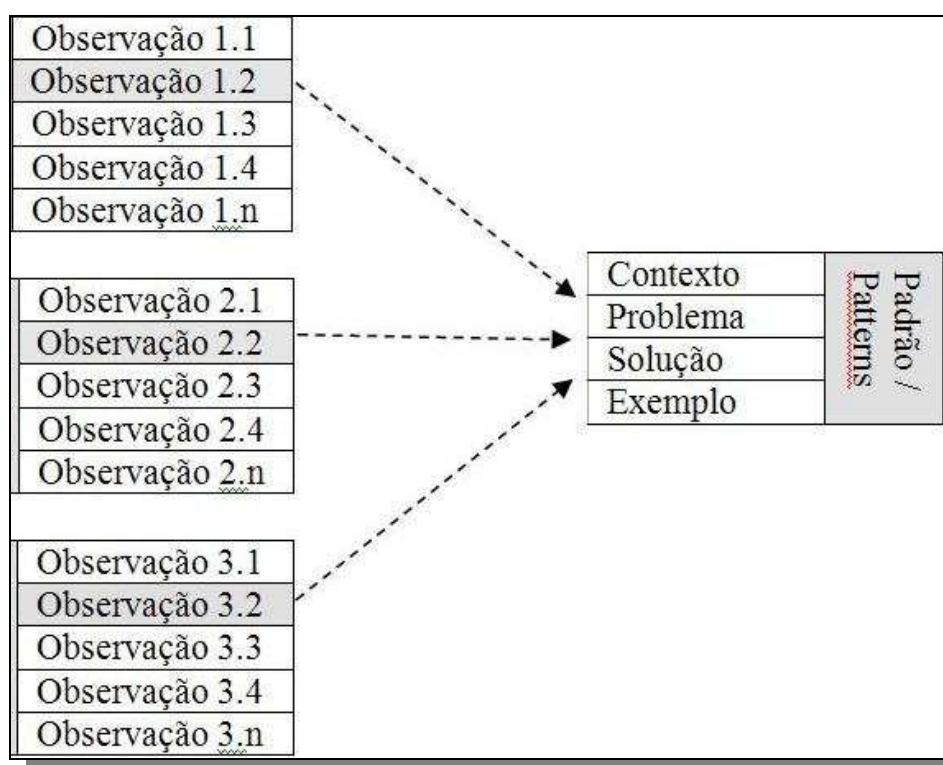 Observação 1.1
Observação 1.2
Observação 1.3
Observação 1.4
Observação 1.n
Observação 2.1
Observação 2.2
Observação 2.3
Observação 2.4
Observação 2.n
Observação 3.1
Observação 3.2
Observação 3.3
Observação 3.4
Observação 3.n
Contexto
Problema
Solução
Exemplo
Padrão /
Patterns